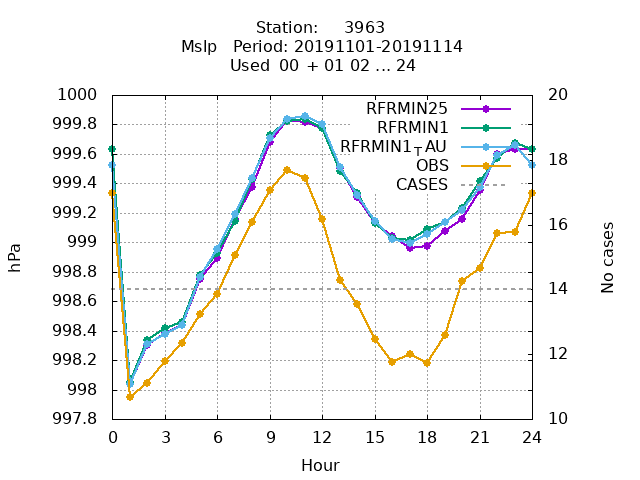 Station:     3963
Mslp   Period: 20191101-20191114
Used  00 + 01 02 ... 24
1000
999.8
999.6
999.4
999.2
999
998.8
998.6
998.4
998.2
998
997.8
hPa
RFRMIN25
RFRMIN1
RFRMIN1TAU
OBS
CASES
20
18
16
14
12
10
No cases
0 3 6 9 12 15 18 21 24
Hour